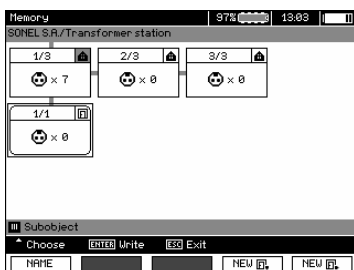 Memory 97% 13:03
SONEL S.A./Transformer station
1/3 2/3 3/3
× 7 × 0 × 0
1/1
× 0
Subobject
Choose ENTER Write ESC Exit
NAME NEW NEW